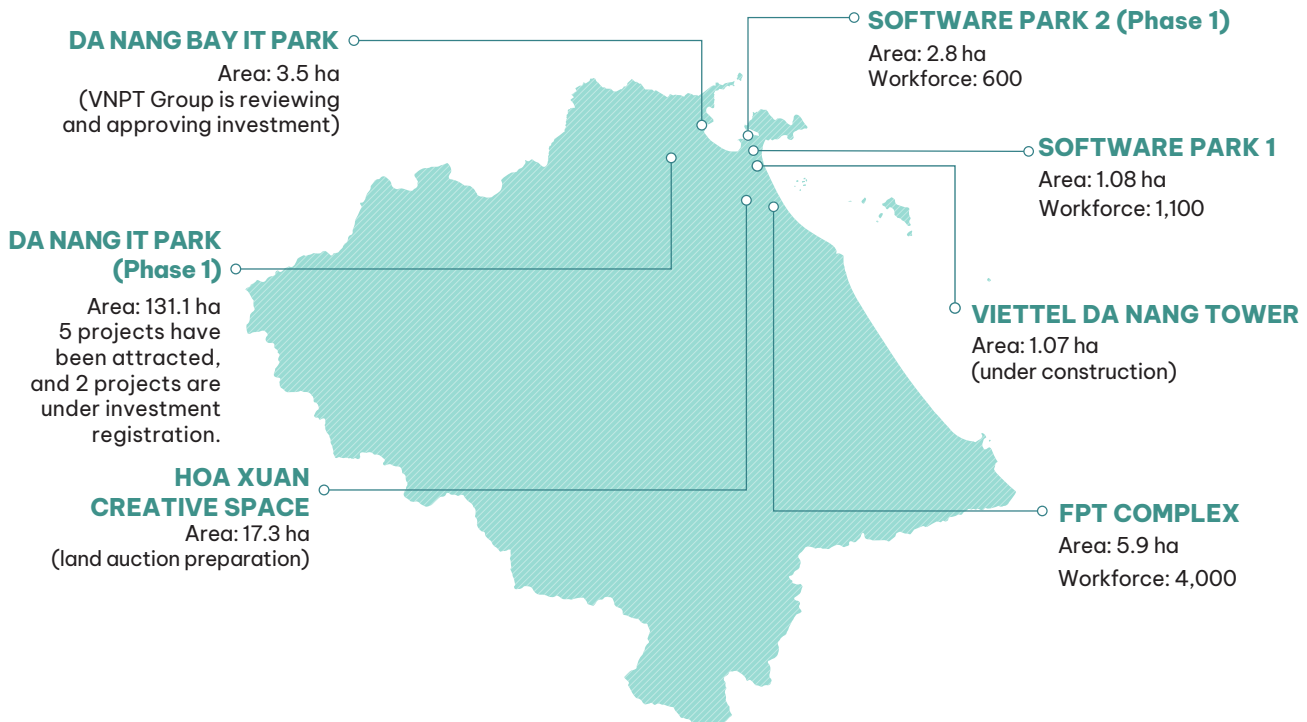 DA NANG BAY IT PARK
Area: 3.5 ha
(VNPT Group is reviewing
and approving investment)
SOFTWARE PARK 2 (Phase 1)
Area: 2.8 ha
Workforce: 600
SOFTWARE PARK 1
Area: 1.08 ha
Workforce: 1,100
DA NANG IT PARK
(Phase 1)
Area: 131.1 ha
5 projects have
been attracted,
and 2 projects are
under investment
registration.
VIETTEL DA NANG TOWER
Area: 1.07 ha
(under construction)
HOA XUAN
CREATIVE SPACE
Area: 17.3 ha
(land auction preparation)
FPT COMPLEX
Area: 5.9 ha
Workforce: 4,000